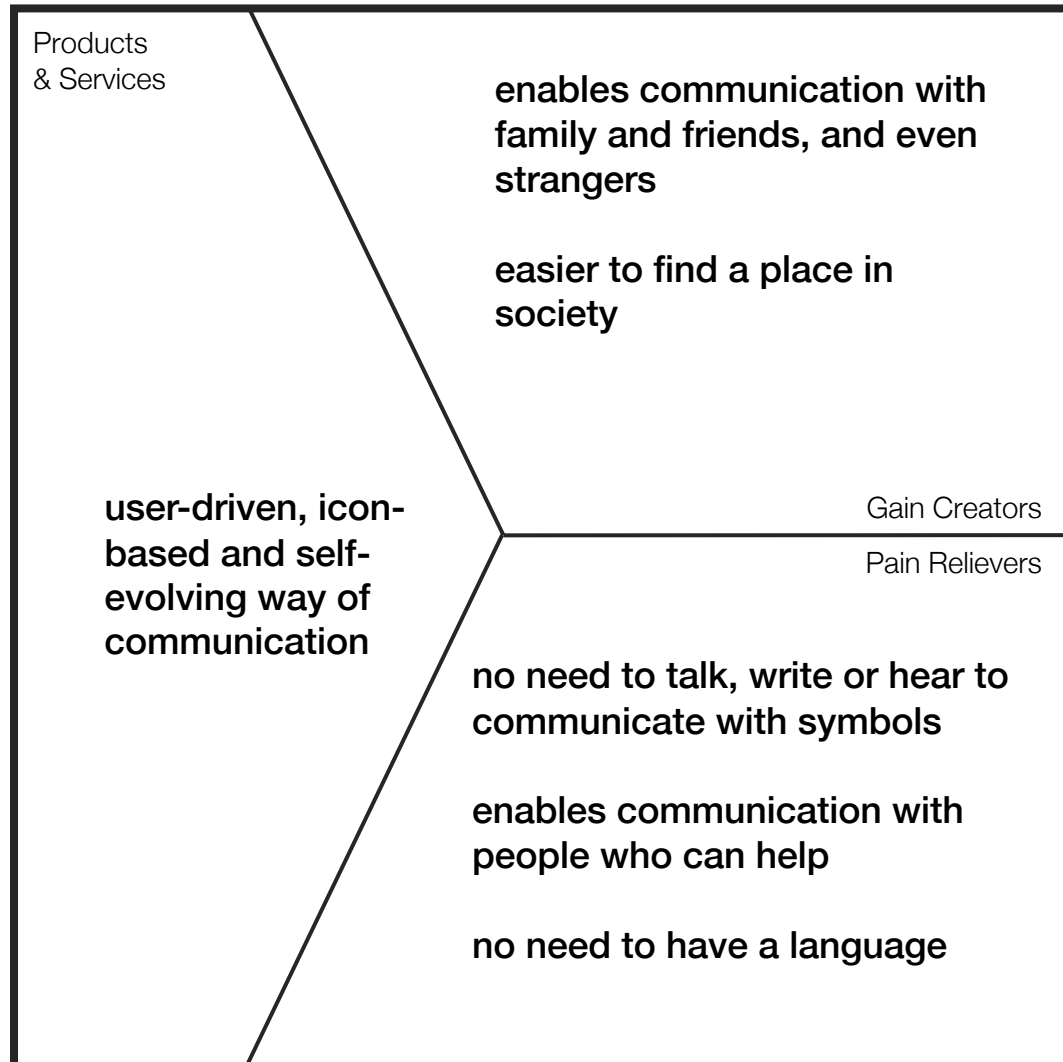 Products
& Services
enables communication with
family and friends, and even
strangers
easier to find a place in
society
user-driven, icon-
based and self-
evolving way of
communication
Gain Creators
Pain Relievers
no need to talk, write or hear to
communicate with symbols
enables communication with
people who can help
no need to have a language